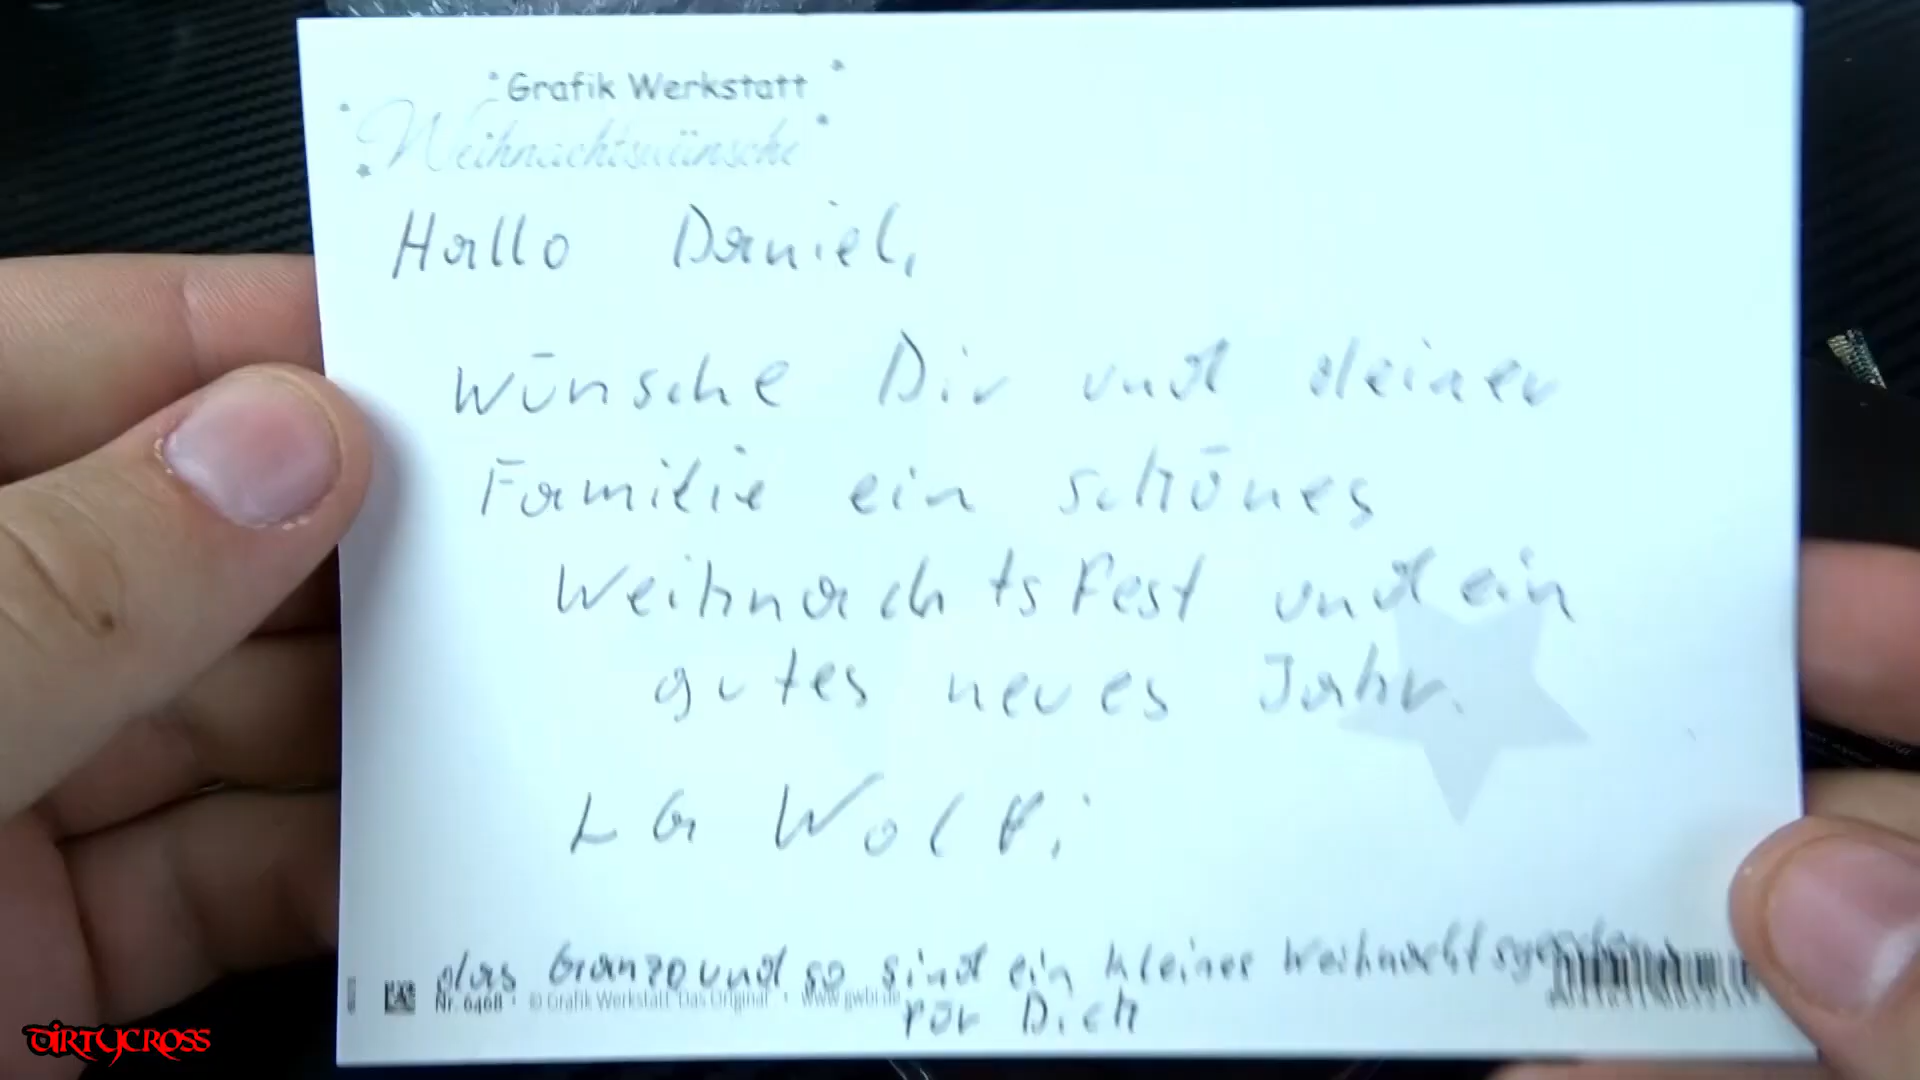 Grafik Werkstatt
Weihnachtswünsche
Hallo Daniel,
Wünsche Dir und deiner
Familie ein schönes
Weihnachtsfest und ein
gutes neues Jahr.
LG Wolfi
das Ganze und so sind ein kleines
für Dich
Nr. 6468 · © Grafik Werkstatt "Das Original" · www.gwbi.de
DIRTYCROSS